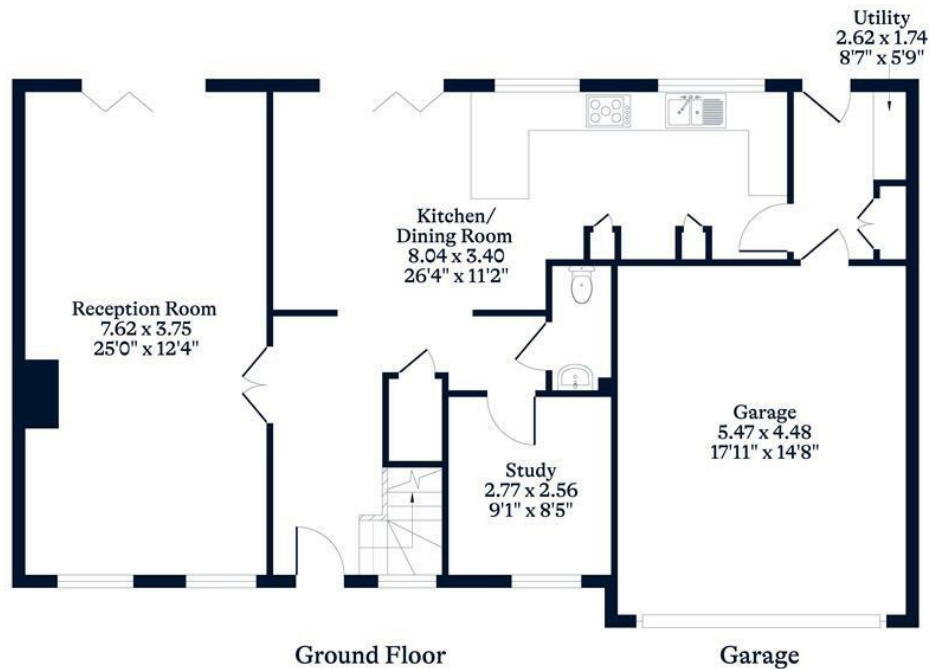 Utility
2.62 x 1.74
8'7" x 5'9"
Kitchen/
Dining Room
8.04 x 3.40
26'4" x 11'2"
Reception Room
7.62 x 3.75
25'0" x 12'4"
Garage
5.47 x 4.48
17'11" x 14'8"
Study
2.77 x 2.56
9'1" x 8'5"
Ground Floor
Garage